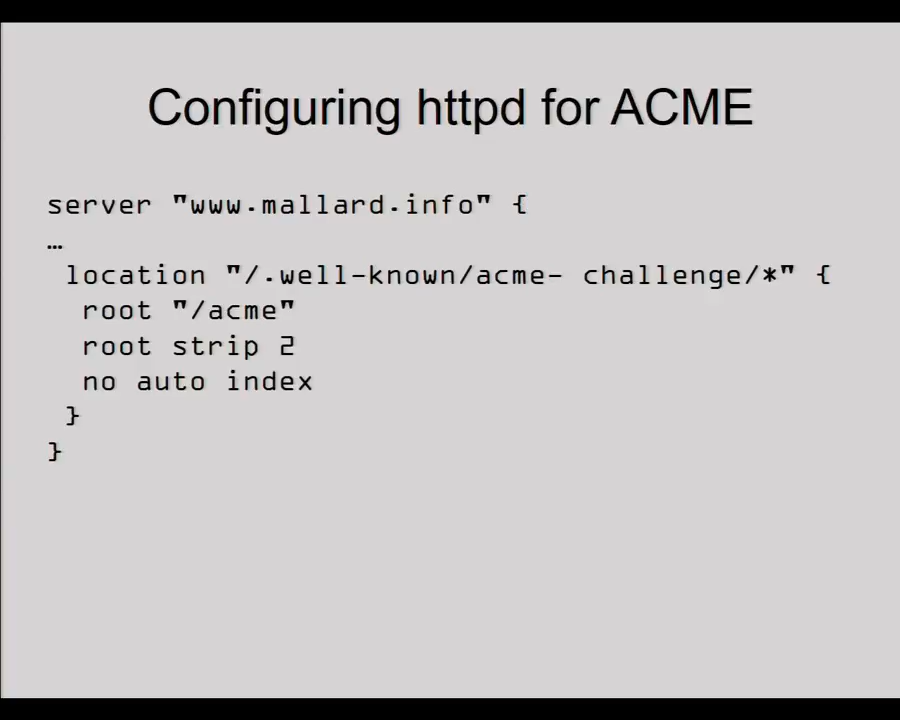 Configuring httpd for ACME
server "www.mallard.info" {
…
location "/.well-known/acme- challenge/*" {
root "/acme"
root strip 2
no auto index
}
}